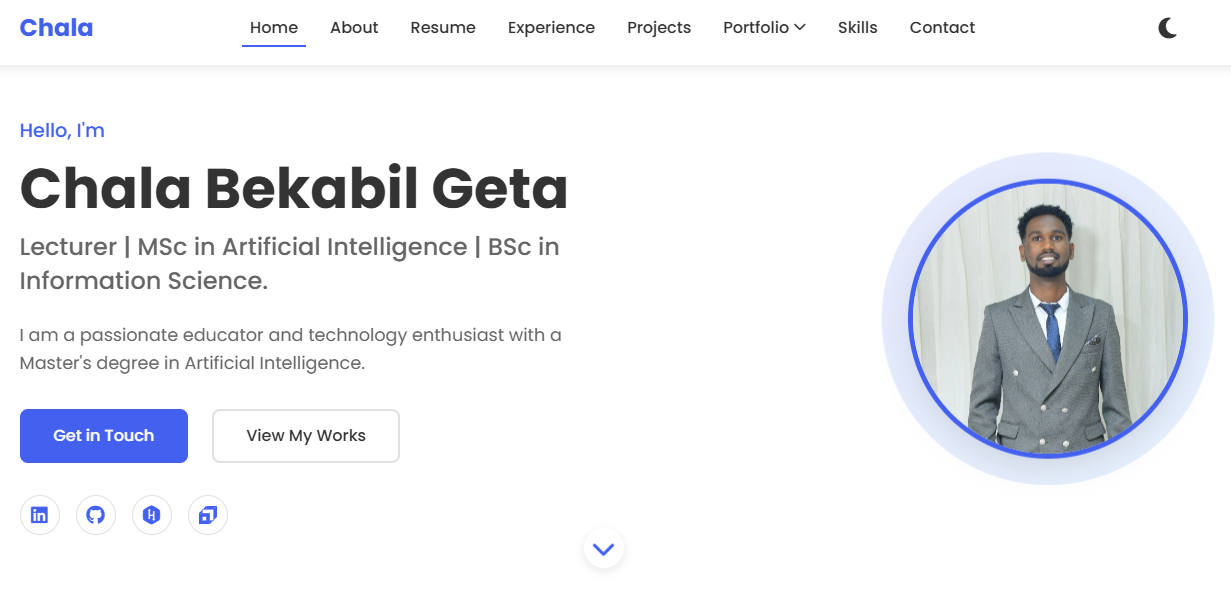 Chala
Home About Resume Experience Projects Portfolio Skills Contact
Hello, I'm
Chala Bekabil Geta
Lecturer | MSc in Artificial Intelligence | BSc in
Information Science.
I am a passionate educator and technology enthusiast with a
Master's degree in Artificial Intelligence.
Get in Touch View My Works